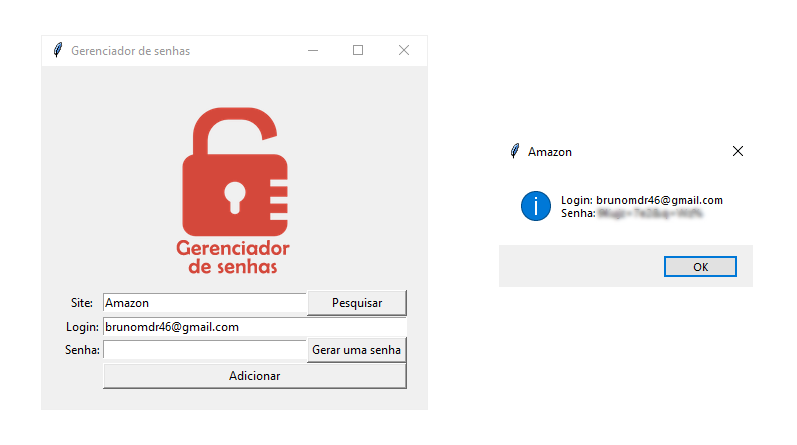 Gerenciador de senhas
Gerenciador
de senhas
Site: Amazon Pesquisar
Login: brunomdr46@gmail.com
Senha: Gerar uma senha
Adicionar
Amazon
Login: brunomdr46@gmail.com
Senha:
OK